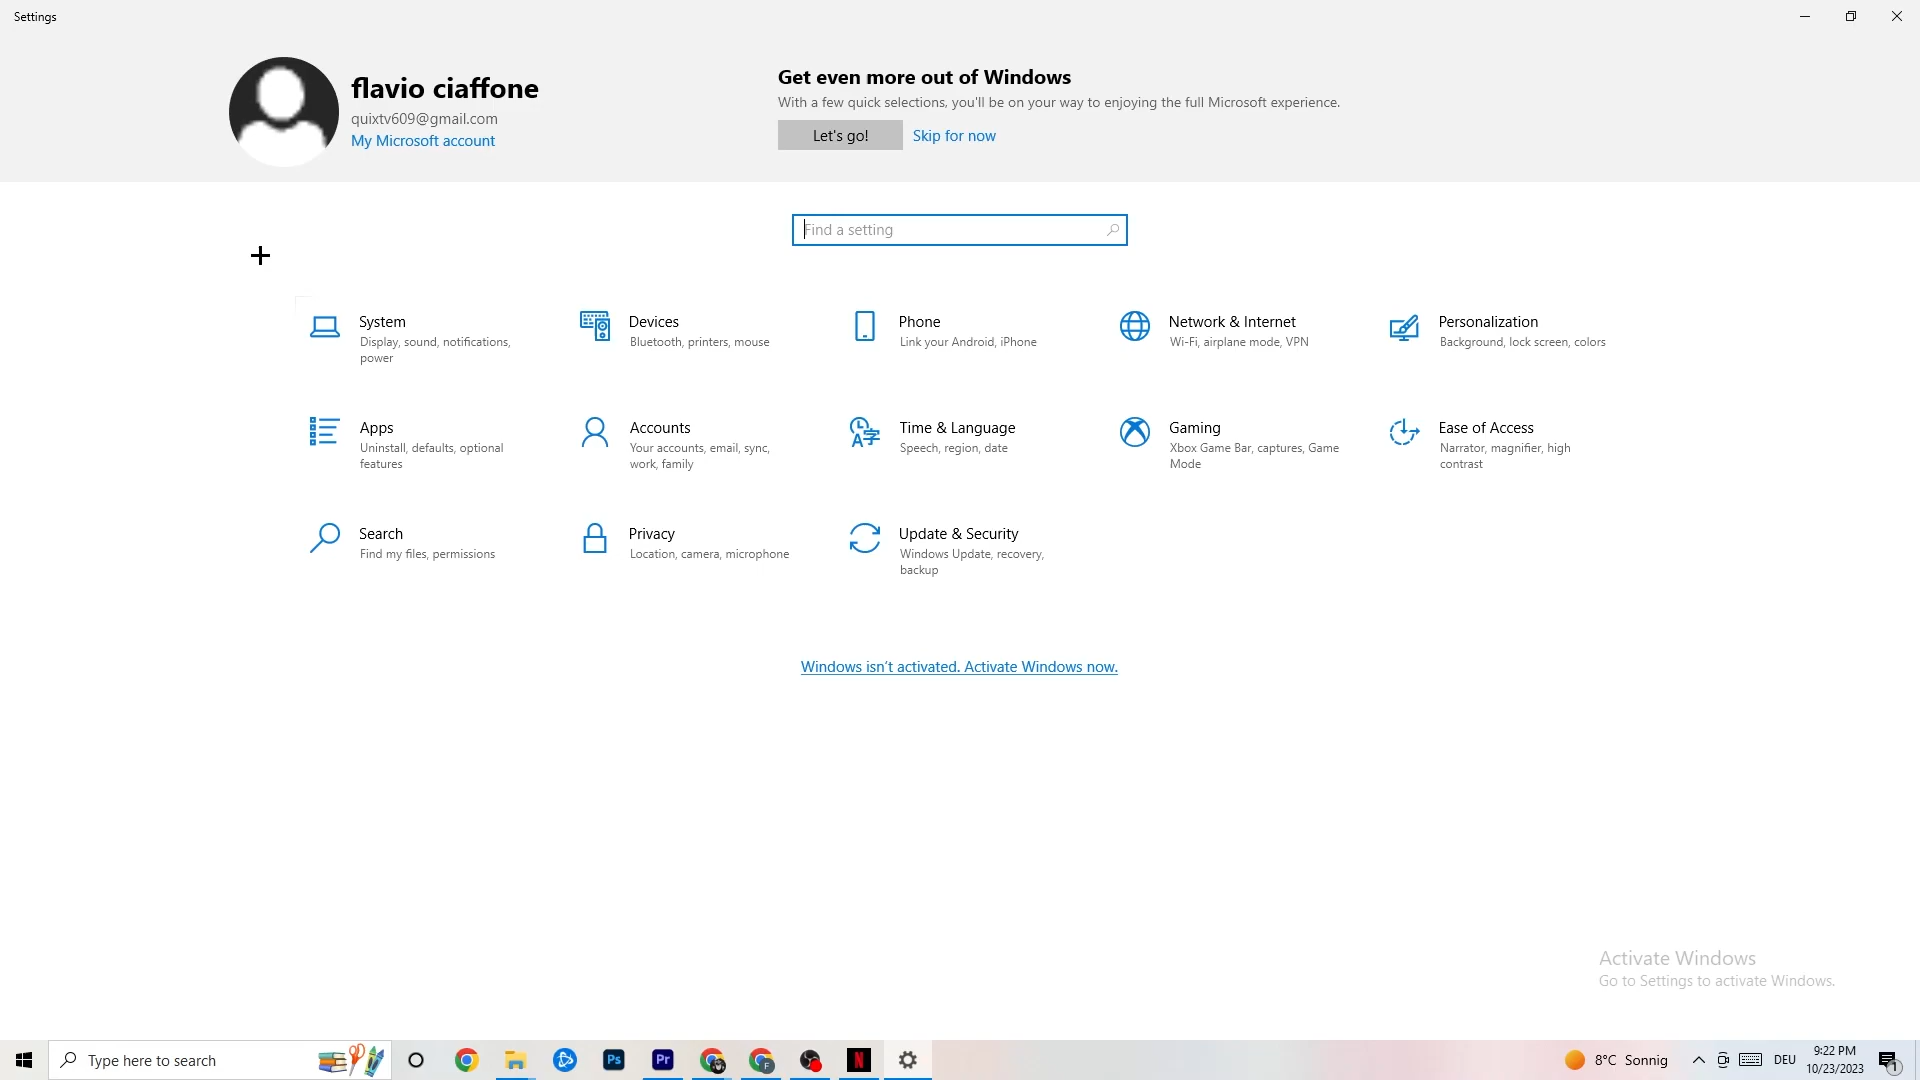 Settings
flavio ciaffone
quixtv609@gmail.com
My Microsoft account
Get even more out of Windows
With a few quick selections, you'll be on your way to enjoying the full Microsoft experience.
Let's go!
Skip for now
Find a setting
System
Display, sound, notifications,
power
Devices
Bluetooth, printers, mouse
Phone
Link your Android, iPhone
Network & Internet
Wi-Fi, airplane mode, VPN
Personalization
Background, lock screen, colors
Apps
Uninstall, defaults, optional
features
Accounts
Your accounts, email, sync,
work, family
Time & Language
Speech, region, date
Gaming
Xbox Game Bar, captures, Game
Mode
Ease of Access
Narrator, magnifier, high
contrast
Search
Find my files, permissions
Privacy
Location, camera, microphone
Update & Security
Windows Update, recovery,
backup
Windows isn't activated. Activate Windows now.
Activate Windows
Go to Settings to activate Windows.
Type here to search
Ps
Pr
F
N
8°C Sonnig
DEU
9:22 PM
10/23/2023
1